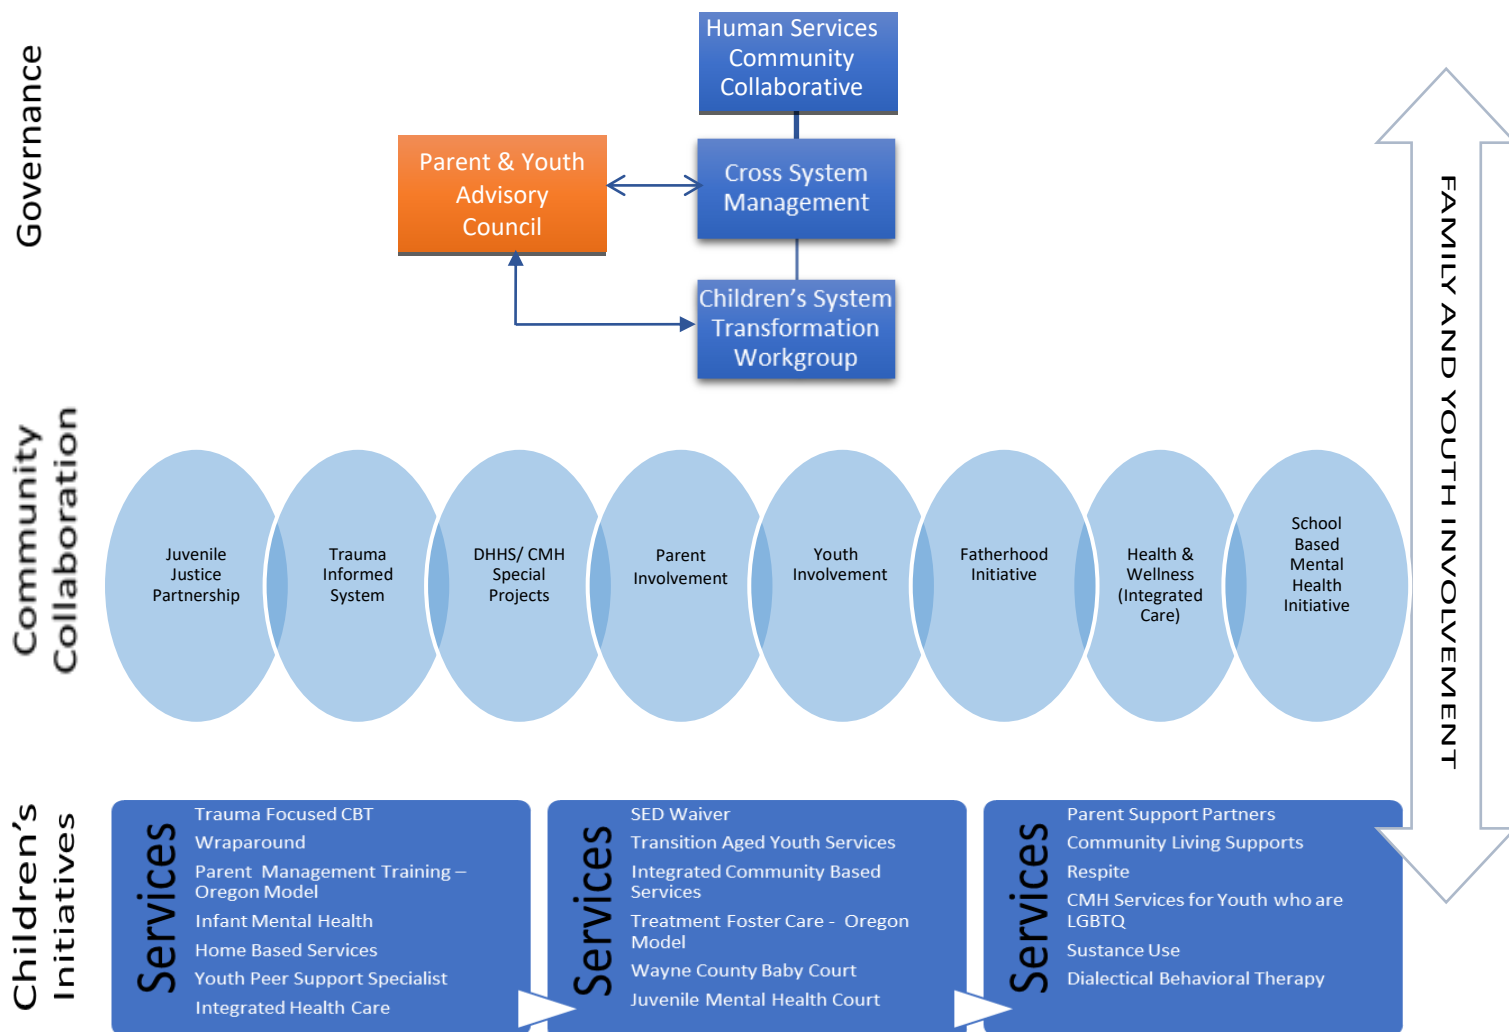 Governance
Human Services
Community
Collaborative
Parent & Youth
Advisory
Council
Cross System
Management
Children's System
Transformation
Workgroup
FAMILY AND YOUTH INVOLVEMENT
Community
Collaboration
Juvenile
Justice
Partnership
Trauma
Informed
System
DHHS/ CMH
Special
Projects
Parent
Involvement
Youth
Involvement
Fatherhood
Initiative
Health &
Wellness
(Integrated
Care)
School
Based
Mental
Health
Initiative
Children's
Initiatives
Services
Trauma Focused CBT
Wraparound
Parent Management Training –
Oregon Model
Infant Mental Health
Home Based Services
Youth Peer Support Specialist
Integrated Health Care
Services
SED Waiver
Transition Aged Youth Services
Integrated Community Based
Services
Treatment Foster Care - Oregon
Model
Wayne County Baby Court
Juvenile Mental Health Court
Services
Parent Support Partners
Community Living Supports
Respite
CMH Services for Youth who are
LGBTQ
Sustance Use
Dialectical Behavioral Therapy